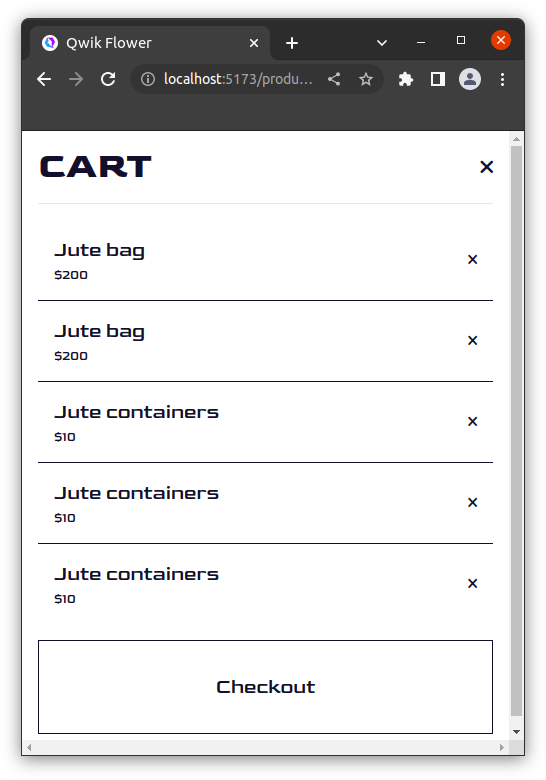 Qwik Flower
localhost:5173/produ...
CART
Jute bag
$200
Jute bag
$200
Jute containers
$10
Jute containers
$10
Jute containers
$10
Checkout